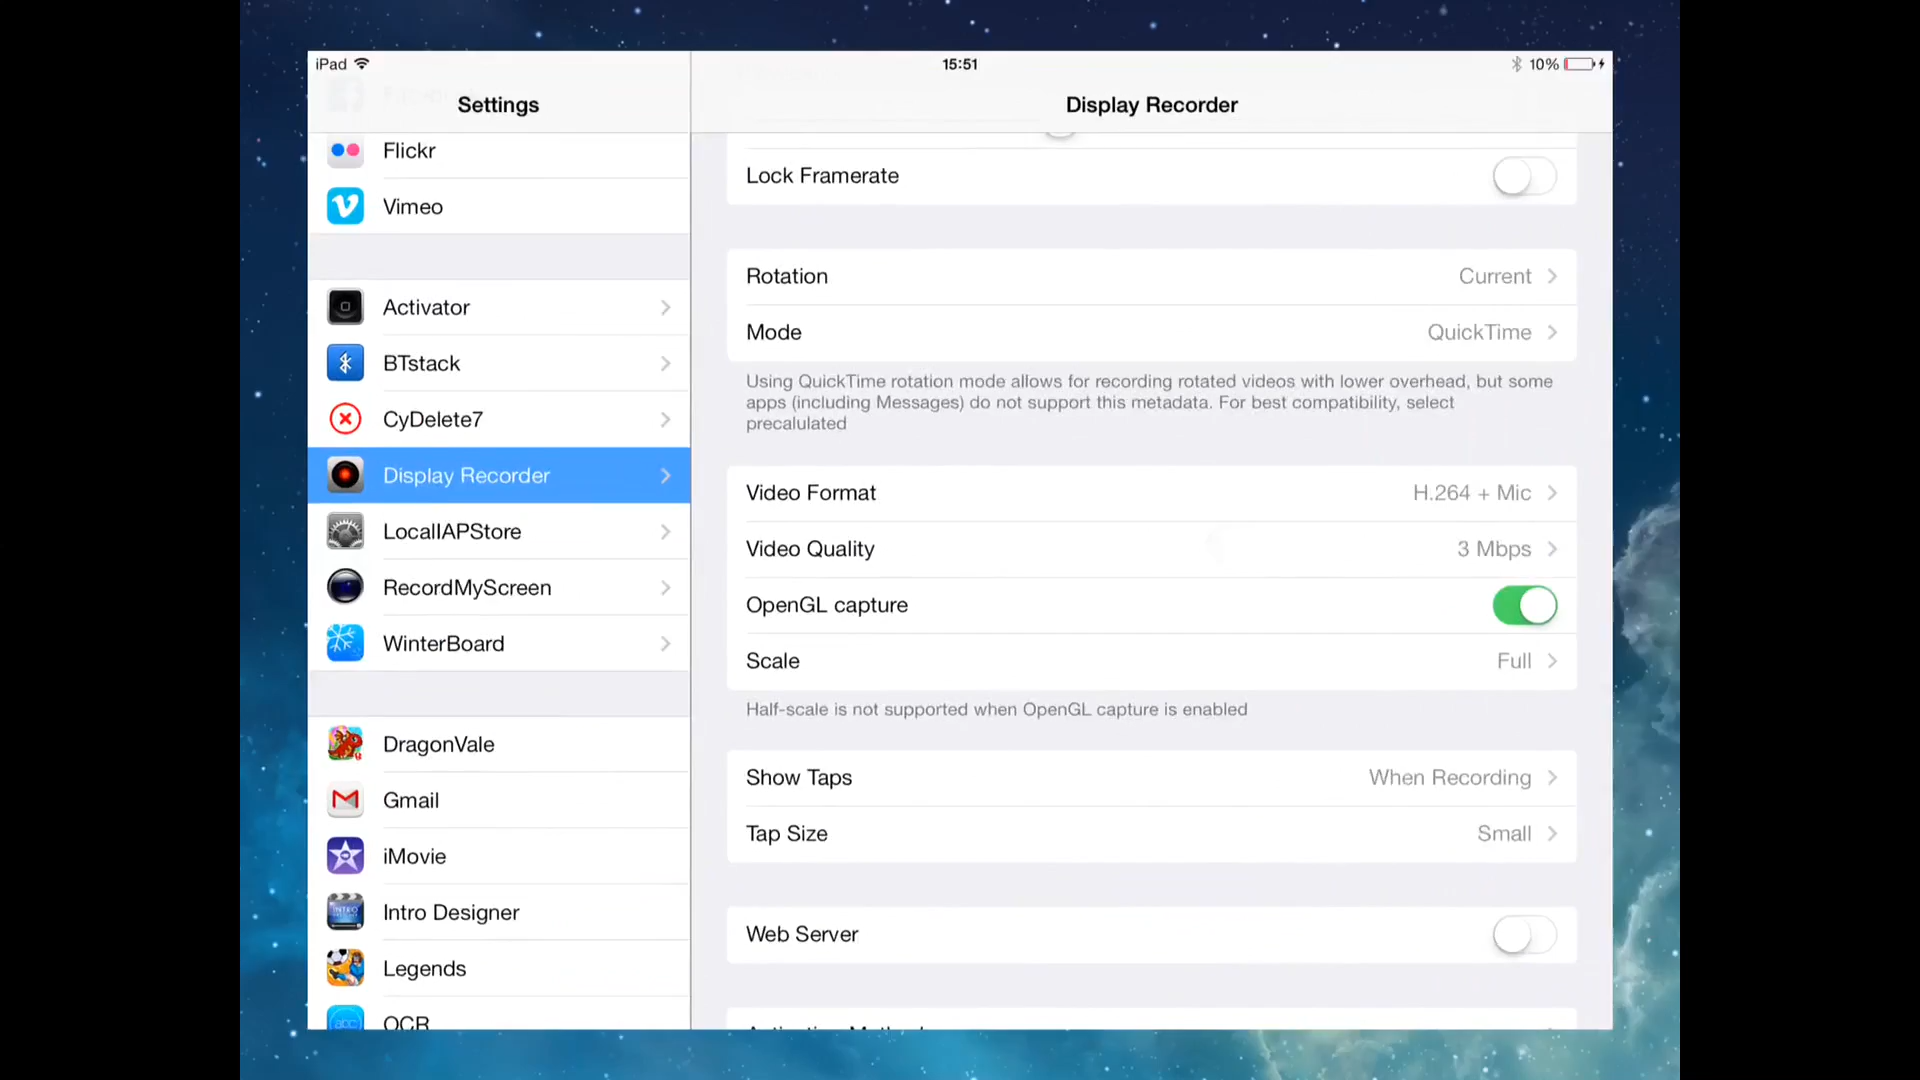 iPad
15:51
10%
Settings
Display Recorder
Flickr
Vimeo
Activator
BTstack
CyDelete7
Display Recorder
LocalIAPStore
RecordMyScreen
WinterBoard
DragonVale
Gmail
iMovie
Intro Designer
Legends
OCR
Lock Framerate
Rotation Current
Mode QuickTime
Using QuickTime rotation mode allows for recording rotated videos with lower overhead, but some
apps (including Messages) do not support this metadata. For best compatibility, select
precalulated
Video Format H.264 + Mic
Video Quality 3 Mbps
OpenGL capture
Scale Full
Half-scale is not supported when OpenGL capture is enabled
Show Taps When Recording
Tap Size Small
Web Server